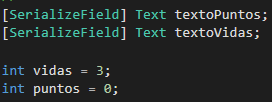 [SerializeField] Text textoPuntos;
[SerializeField] Text textoVidas;
int vidas = 3;
int puntos = 0;